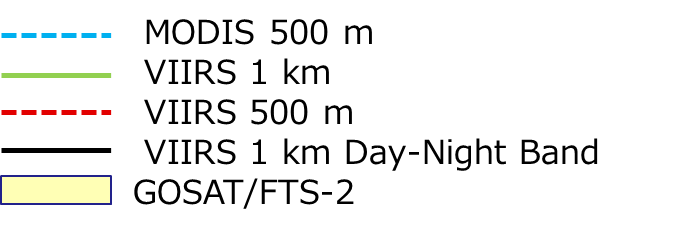 MODIS 500 m
VIIRS 1 km
VIIRS 500 m
VIIRS 1 km Day-Night Band
GOSAT/FTS-2